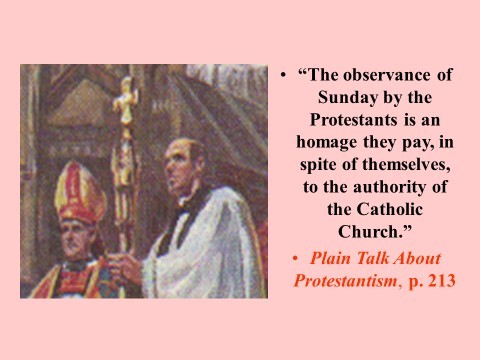 • “The observance of
Sunday by the
Protestants is an
homage they pay, in
spite of themselves,
to the authority of
the Catholic
Church.”
• Plain Talk About
Protestantism, p. 213